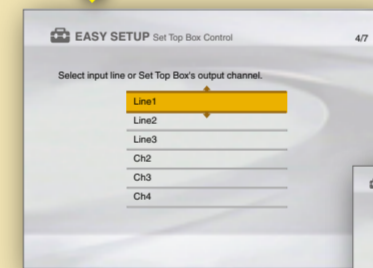 EASY SETUP Set Top Box Control 4/7
Select input line or Set Top Box's output channel.
Line1
Line2
Line3
Ch2
Ch3
Ch4